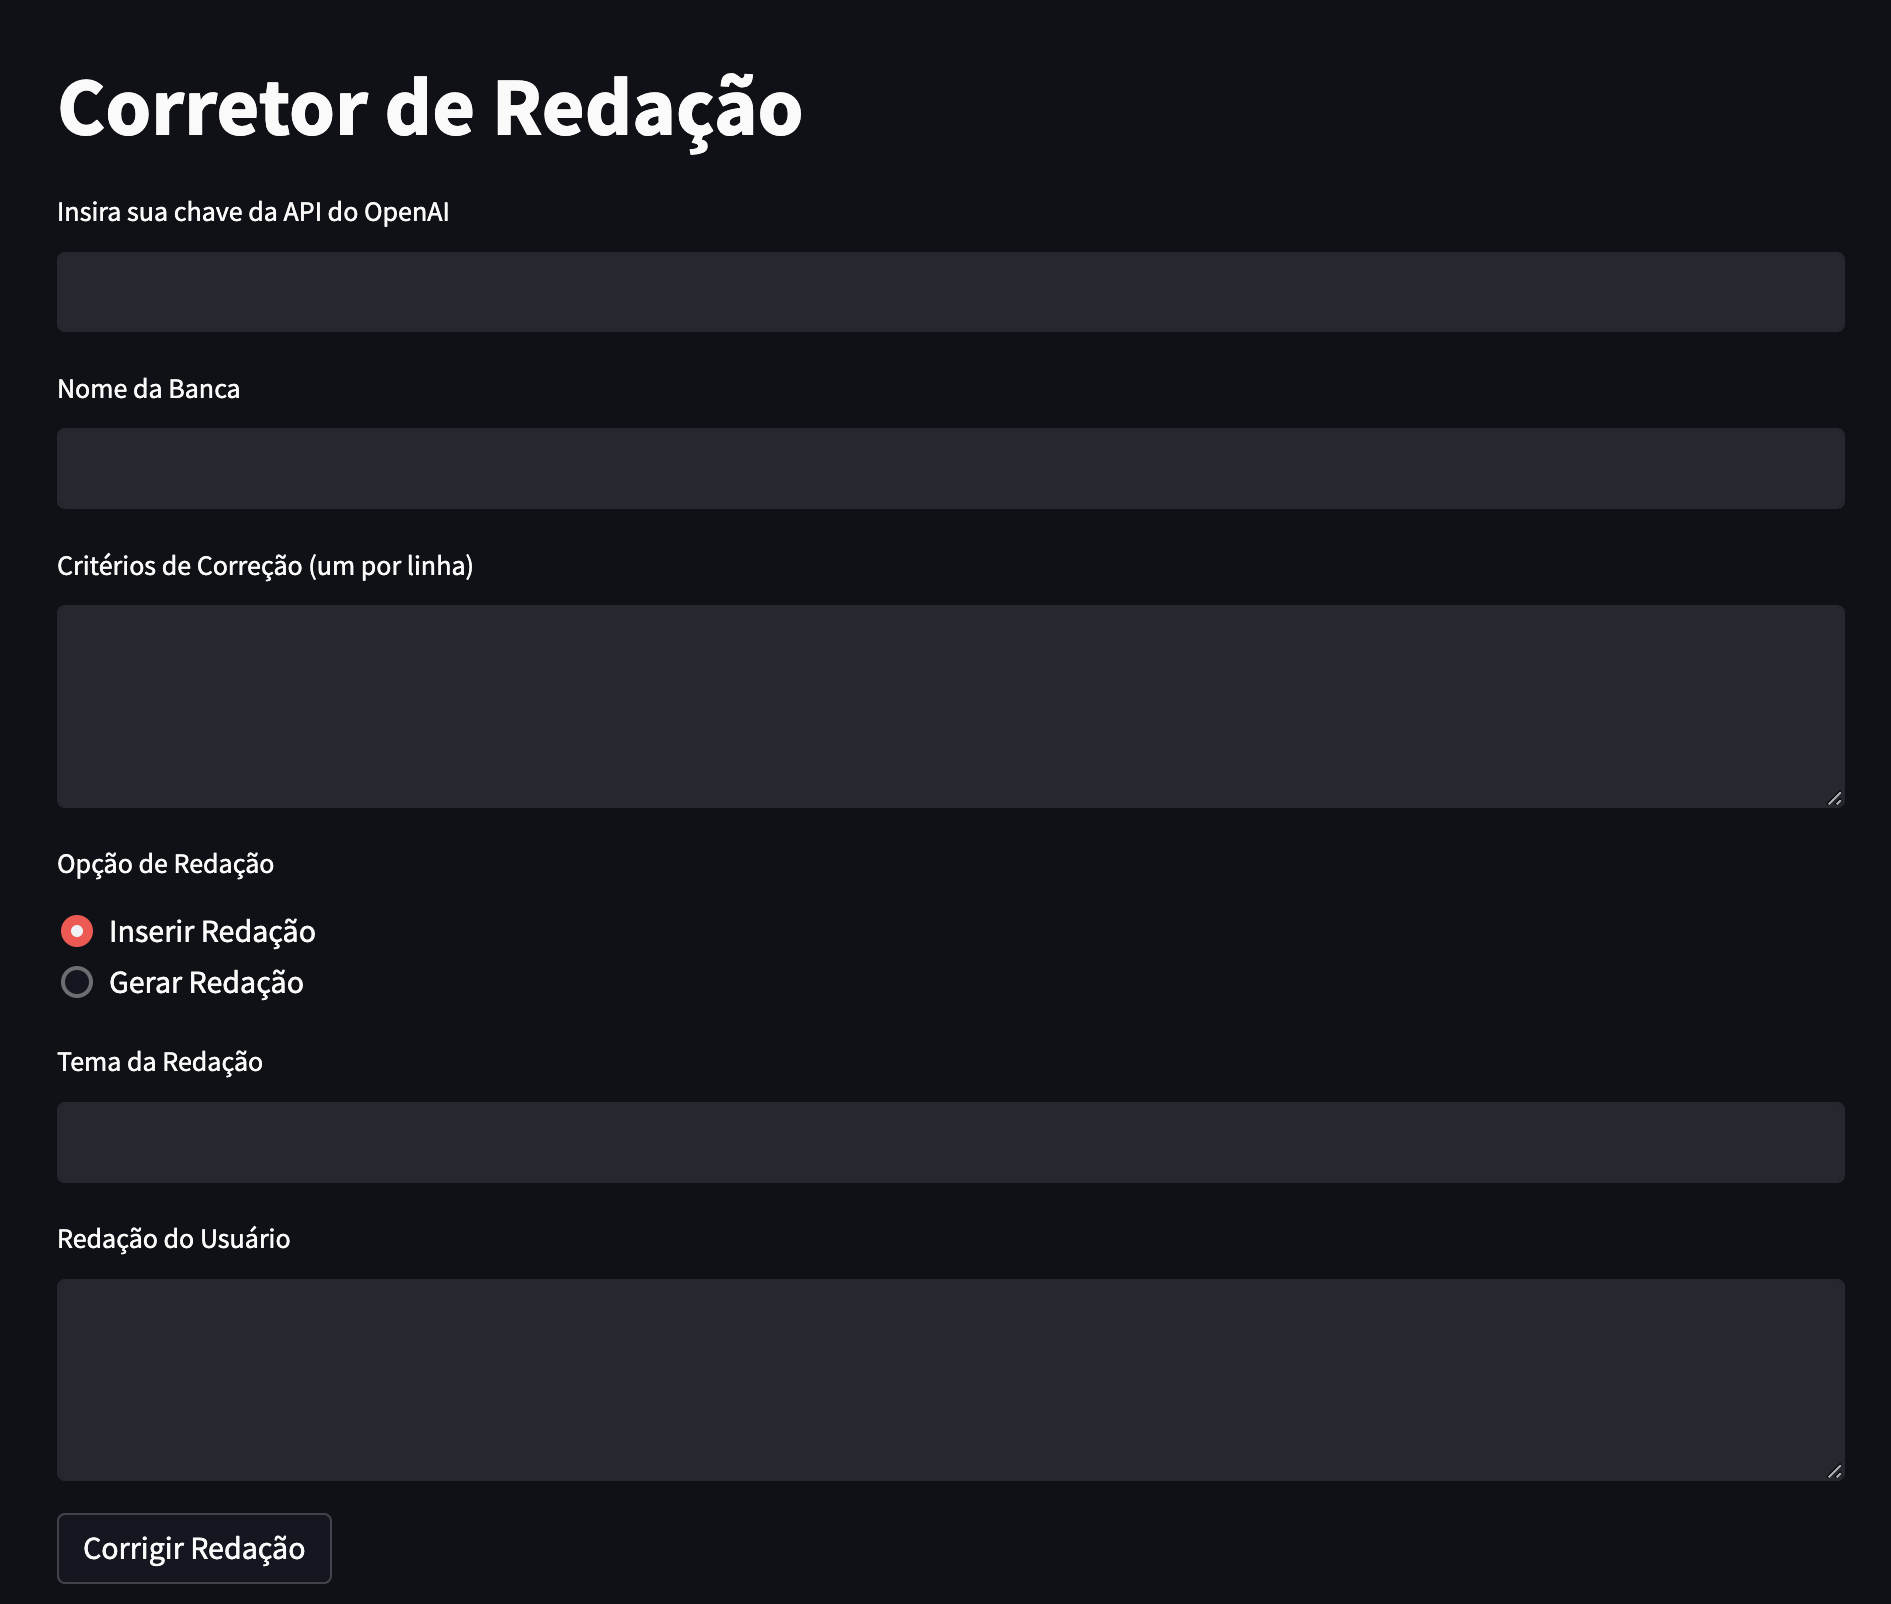 Corretor de Redação
Insira sua chave da API do OpenAI
Nome da Banca
Critérios de Correção (um por linha)
Opção de Redação
Inserir Redação
Gerar Redação
Tema da Redação
Redação do Usuário
Corrigir Redação